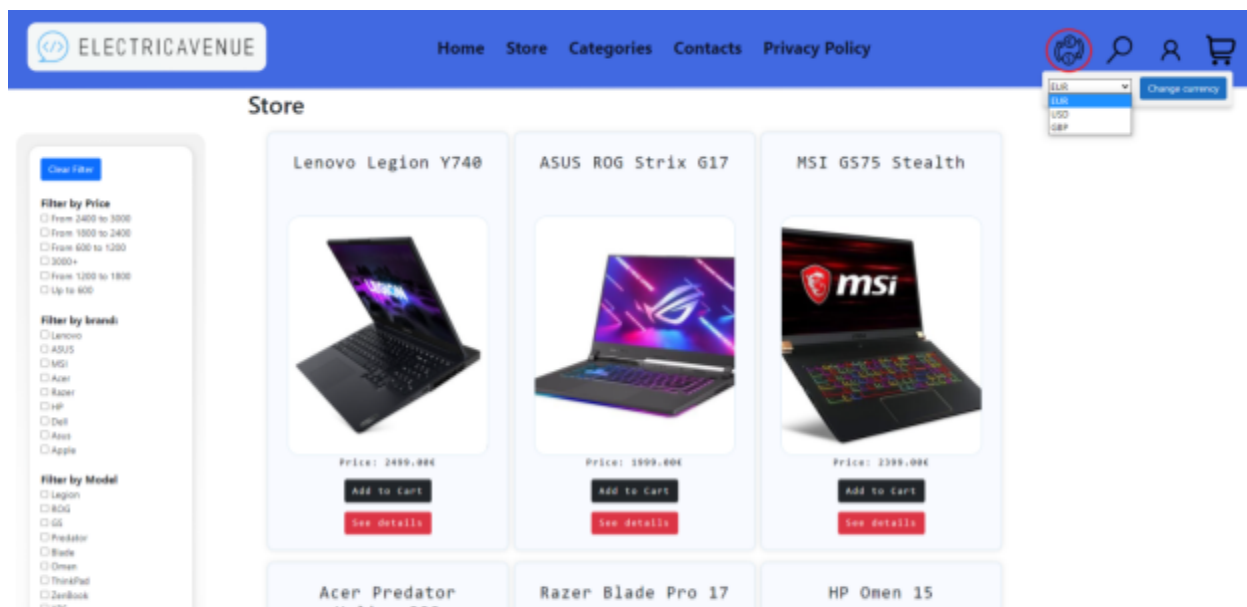 ELECTRICAVENUE
Home Store Categories Contacts Privacy Policy
EUR
Change currency
EUR
USD
GBP
Store
Clear Filter
Filter by Price
From 2400 to 3000
From 1800 to 2400
From 600 to 1200
3000+
From 1200 to 1800
Up to 600
Filter by brand:
Lenovo
ASUS
MSI
Acer
Razer
HP
Dell
Asus
Apple
Filter by Model
Legion
ROG
GS
Predator
Blade
Omen
ThinkPad
ZenBook
Lenovo Legion Y740
LEGION
Price: 2499.00€
Add to Cart
See details
ASUS ROG Strix G17
Price: 1999.00€
Add to Cart
See details
MSI GS75 Stealth
msi
Price: 2399.00€
Add to Cart
See details
Acer Predator
Razer Blade Pro 17
HP Omen 15